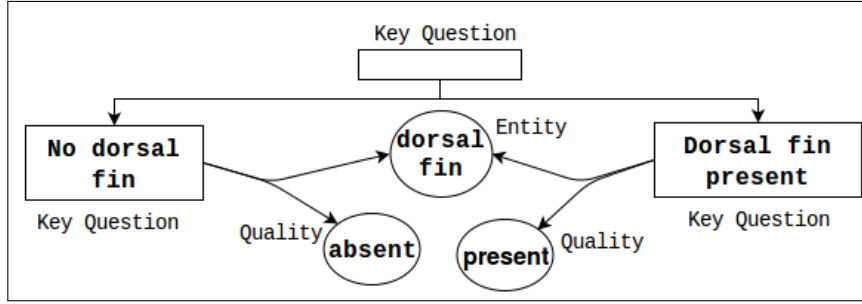 Key Question
No dorsal
fin
Key Question
dorsal
fin
Entity
Dorsal fin
present
Key Question
Quality
absent
present
Quality